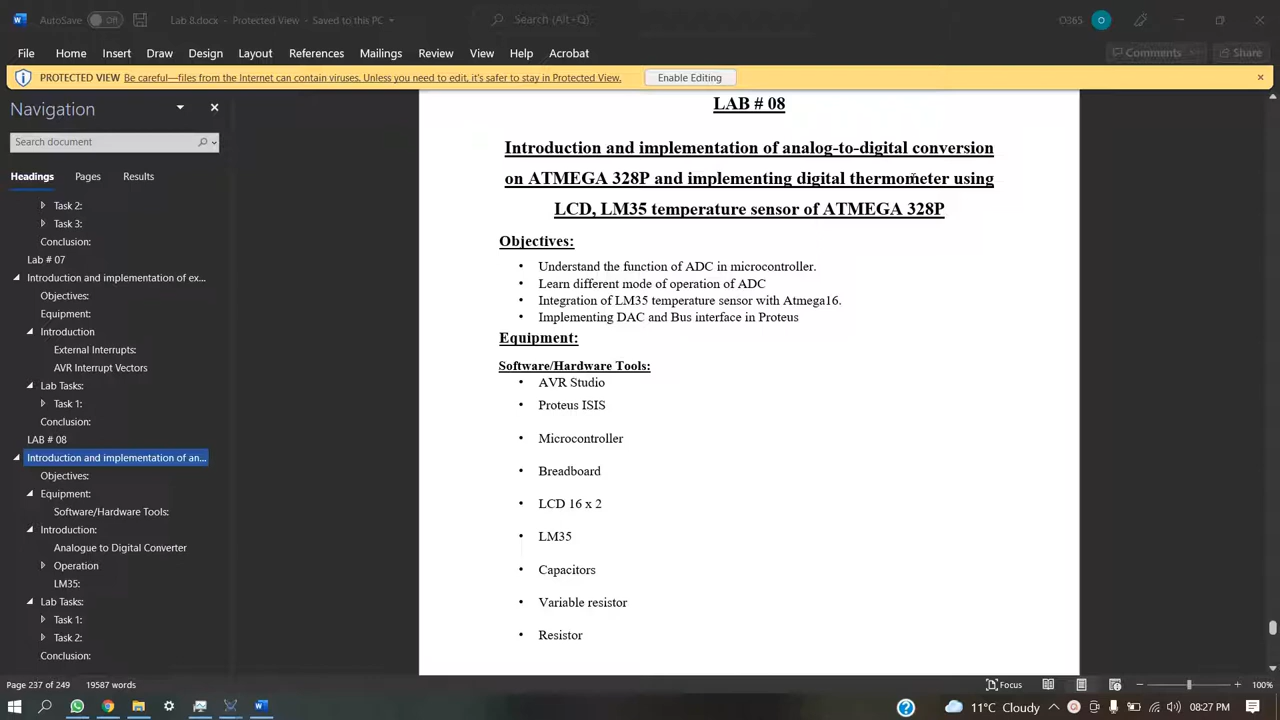 AutoSave Off Lab 8.docx - Protected View - Saved to this PC Search (Alt+Q) O365 O
File Home Insert Draw Design Layout References Mailings Review View Help Acrobat Comments Share
PROTECTED VIEW Be careful—files from the Internet can contain viruses. Unless you need to edit, it's safer to stay in Protected View. Enable Editing
Navigation
Search document
Headings Pages Results
Task 2:
Task 3:
Conclusion:
Lab # 07
Introduction and implementation of ex...
Objectives:
Equipment:
Introduction
External Interrupts:
AVR Interrupt Vectors
Lab Tasks:
Task 1:
Conclusion:
LAB # 08
Introduction and implementation of an...
Objectives:
Equipment:
Software/Hardware Tools:
Introduction:
Analogue to Digital Converter
Operation
LM35:
Lab Tasks:
Task 1:
Task 2:
Conclusion:
LAB # 08
Introduction and implementation of analog-to-digital conversion
on ATMEGA 328P and implementing digital thermometer using
LCD, LM35 temperature sensor of ATMEGA 328P
Objectives:
• Understand the function of ADC in microcontroller.
• Learn different mode of operation of ADC
• Integration of LM35 temperature sensor with Atmega16.
• Implementing DAC and Bus interface in Proteus
Equipment:
Software/Hardware Tools:
• AVR Studio
• Proteus ISIS
• Microcontroller
• Breadboard
• LCD 16 x 2
• LM35
• Capacitors
• Variable resistor
• Resistor
Page 237 of 249 19587 words Focus 100%
11°C Cloudy 08:27 PM